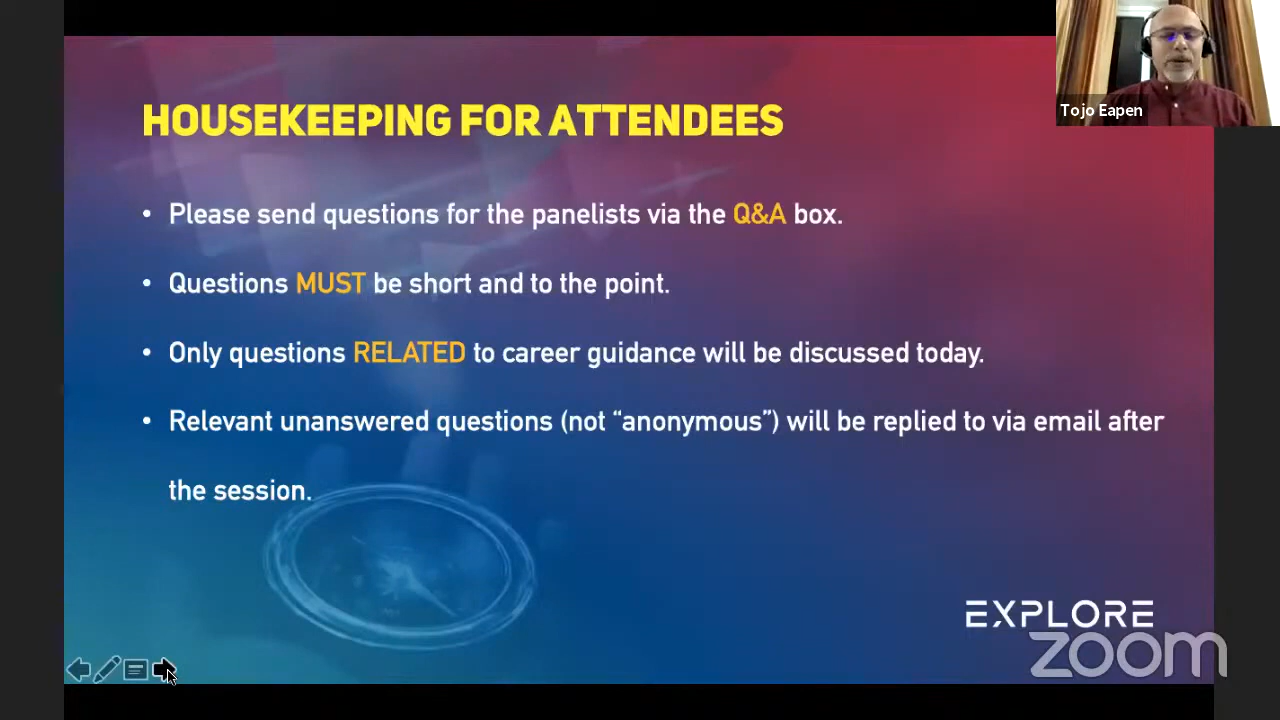 Tojo Eapen
HOUSEKEEPING FOR ATTENDEES
• Please send questions for the panelists via the Q&A box.
• Questions MUST be short and to the point.
• Only questions RELATED to career guidance will be discussed today.
• Relevant unanswered questions (not “anonymous”) will be replied to via email after
the session.
EXPLORE
zoom